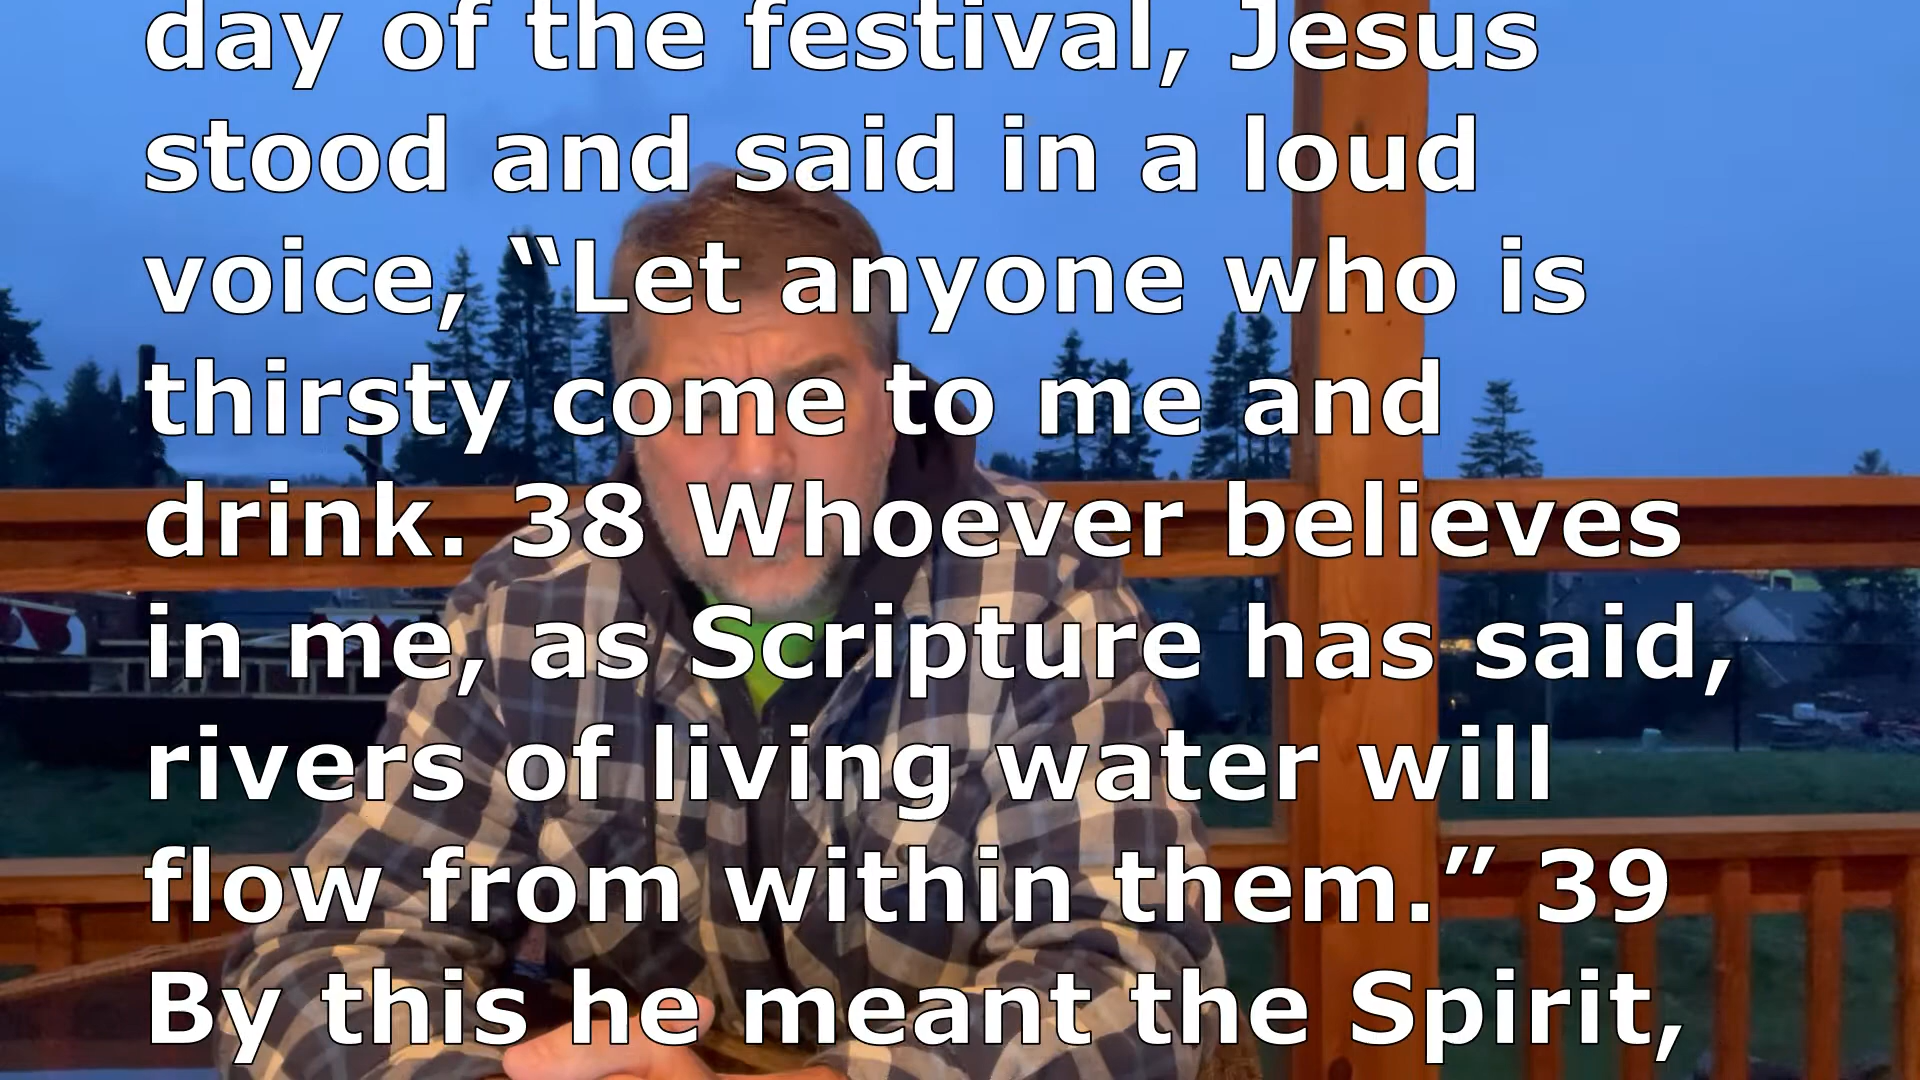 day of the festival, Jesus
stood and said in a loud
voice, “Let anyone who is
thirsty come to me and
drink. 38 Whoever believes
in me, as Scripture has said,
rivers of living water will
flow from within them.” 39
By this he meant the Spirit,